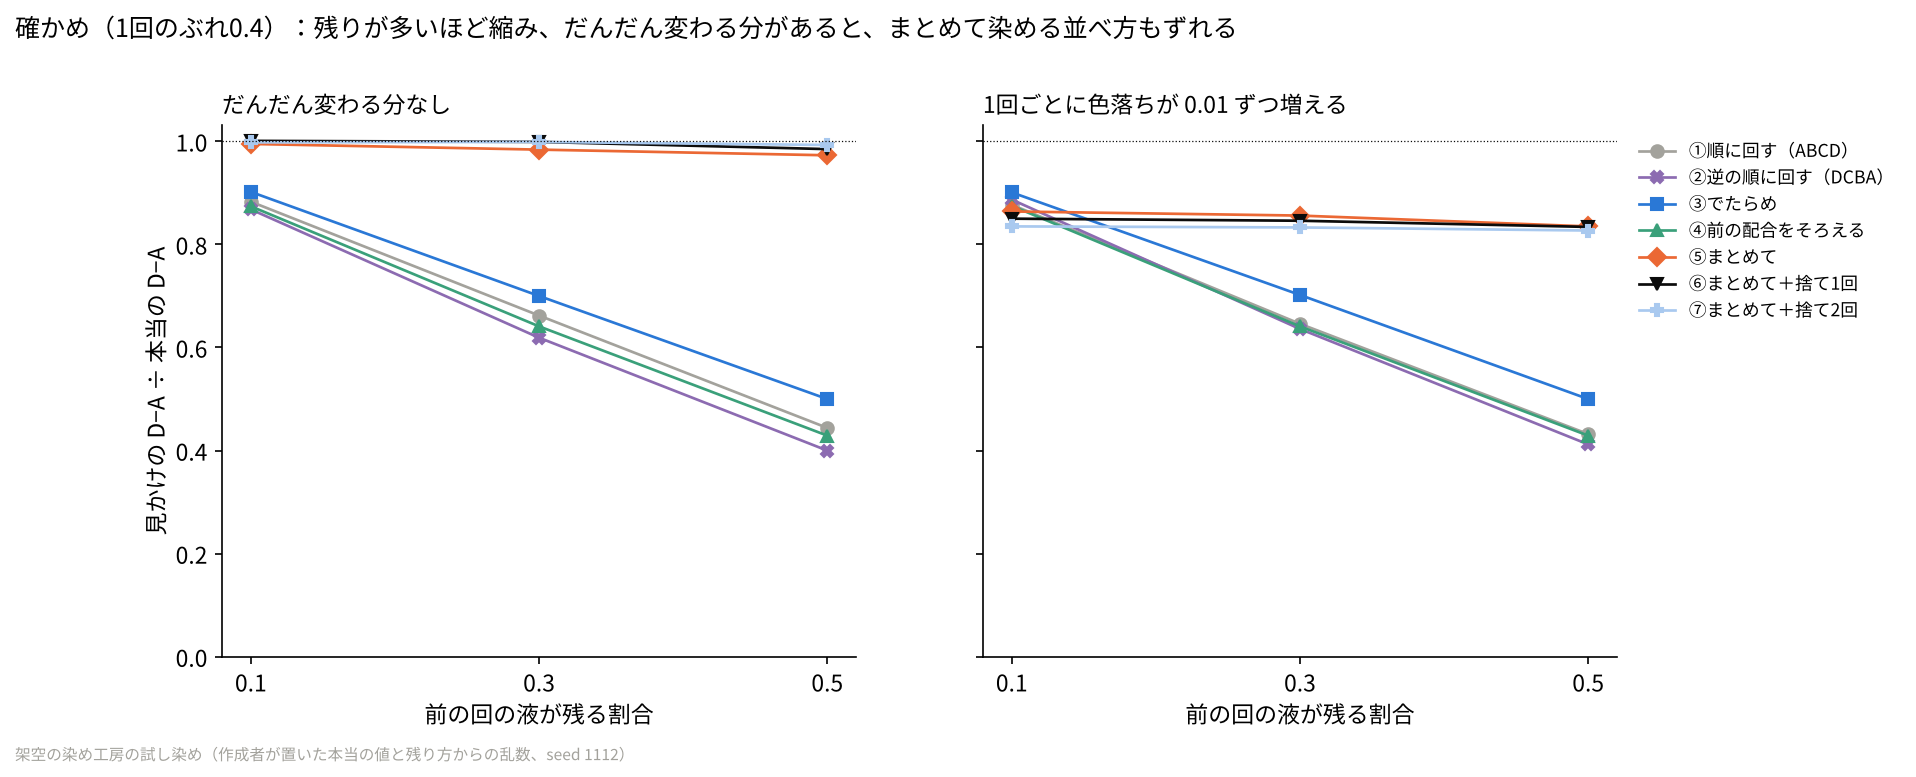 確かめ（1回のぶれ0.4）：残りが多いほど縮み、だんだん変わる分があると、まとめて染める並べ方もずれる
だんだん変わる分なし
1回ごとに色落ちが 0.01 ずつ増える
見かけの D−A ÷ 本当の D−A
1.0
0.8
0.6
0.4
0.2
0.0
0.1
0.3
0.5
前の回の液が残る割合
0.1
0.3
0.5
前の回の液が残る割合
①順に回す（ABCD）
②逆の順に回す（DCBA）
③でたらめ
④前の配合をそろえる
⑤まとめて
⑥まとめて＋捨て1回
⑦まとめて＋捨て2回
架空の染め工房の試し染め（作成者が置いた本当の値と残り方からの乱数、seed 1112）